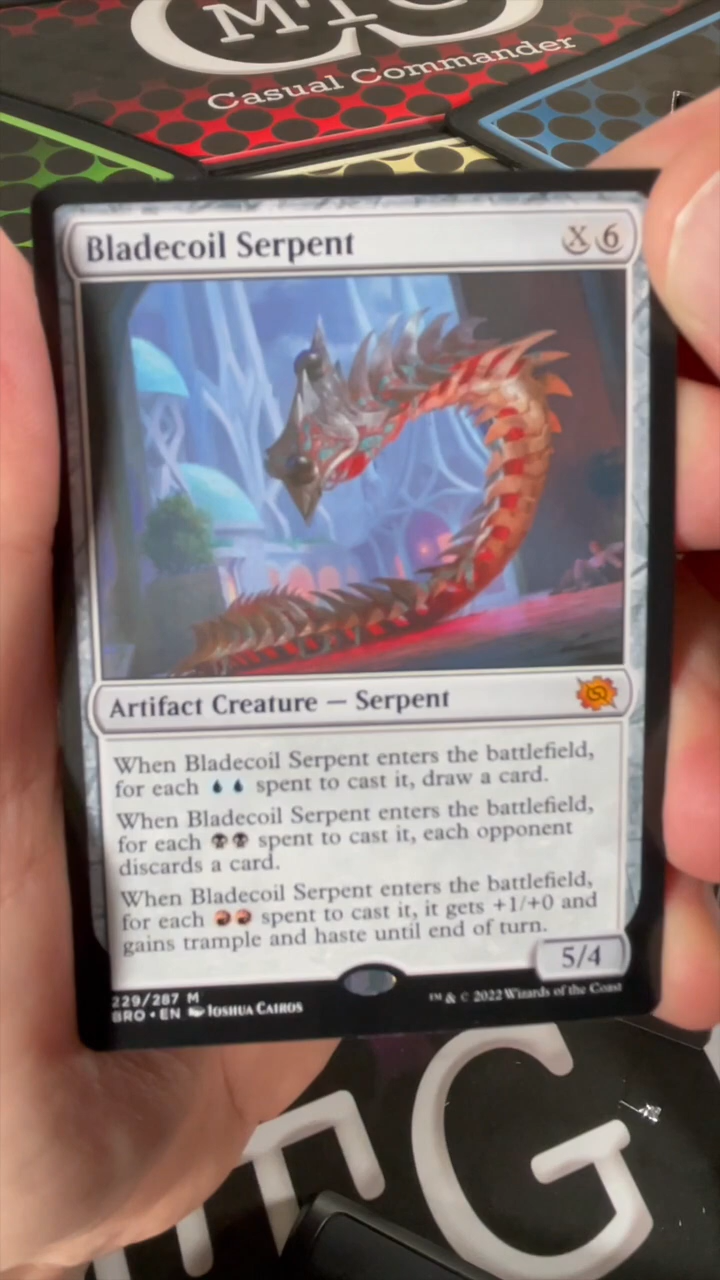 MTG
Casual Commander
Bladecoil Serpent X 6
Artifact Creature — Serpent
When Bladecoil Serpent enters the battlefield,
for each spent to cast it, draw a card.
When Bladecoil Serpent enters the battlefield,
for each spent to cast it, each opponent
discards a card.
When Bladecoil Serpent enters the battlefield,
for each spent to cast it, it gets +1/+0 and
gains trample and haste until end of turn.
5/4
229/287 M
BRO • EN Joshua Cairos
™ & © 2022 Wizards of the Coast
G